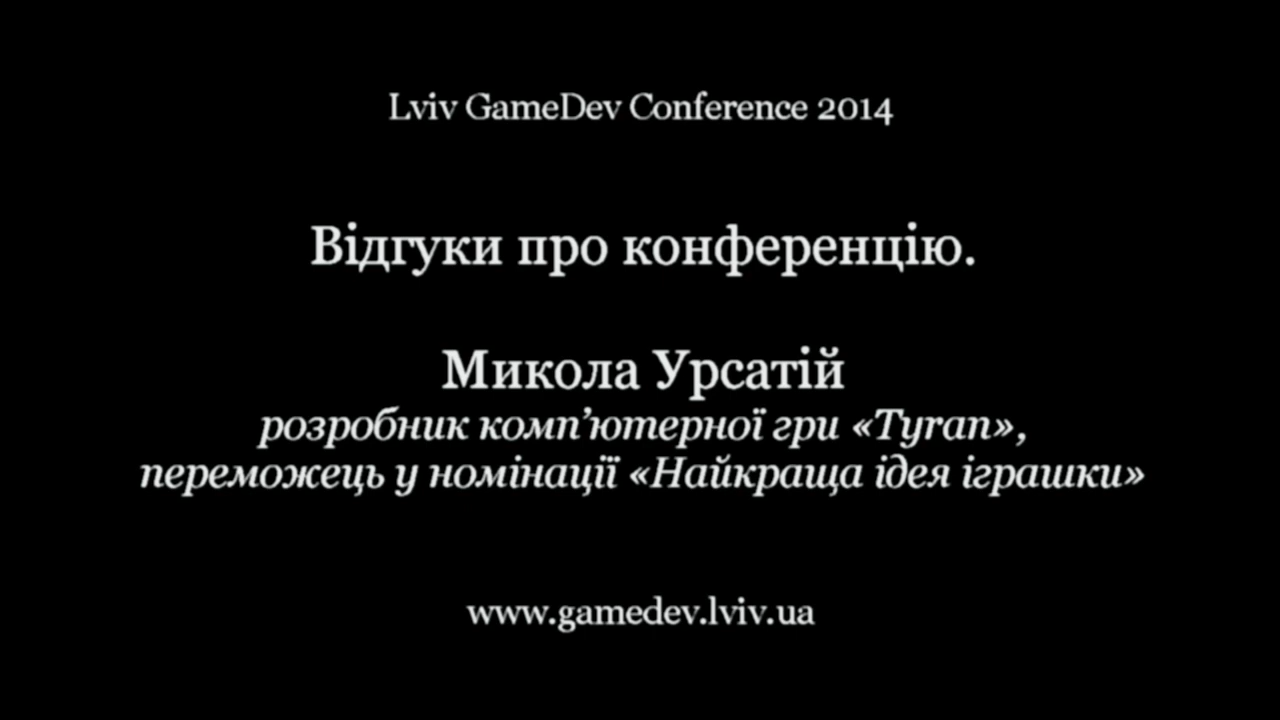 Lviv GameDev Conference 2014
Відгуки про конференцію.
Микола Урсатій
розробник комп’ютерної гри «Tyran»,
переможець у номінації «Найкраща ідея іграшки»
www.gamedev.lviv.ua